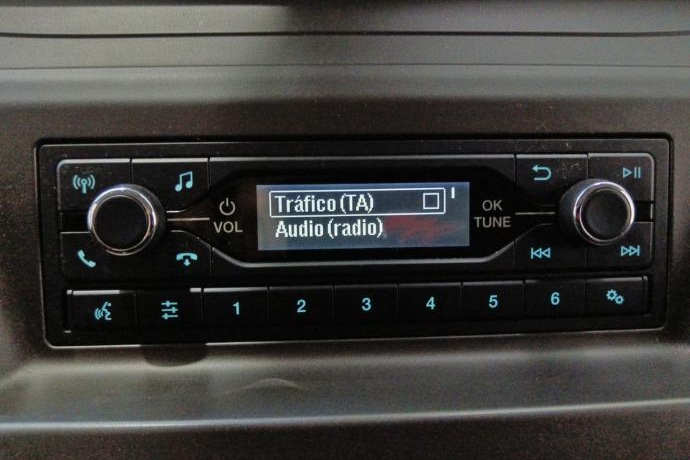 Tráfico (TA)
Audio (radio)
VOL
OK
TUNE
1 2 3 4 5 6